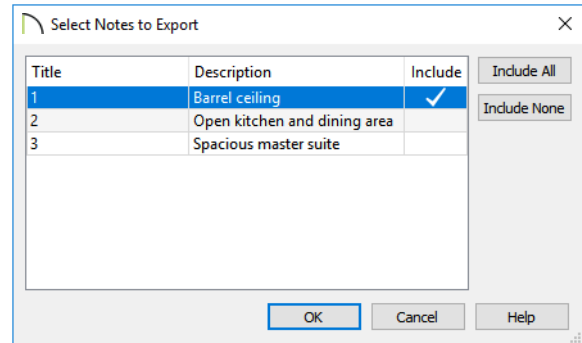 Select Notes to Export
Title Description Include Include All
1 Barrel ceiling
2 Open kitchen and dining area Include None
3 Spacious master suite
OK Cancel Help